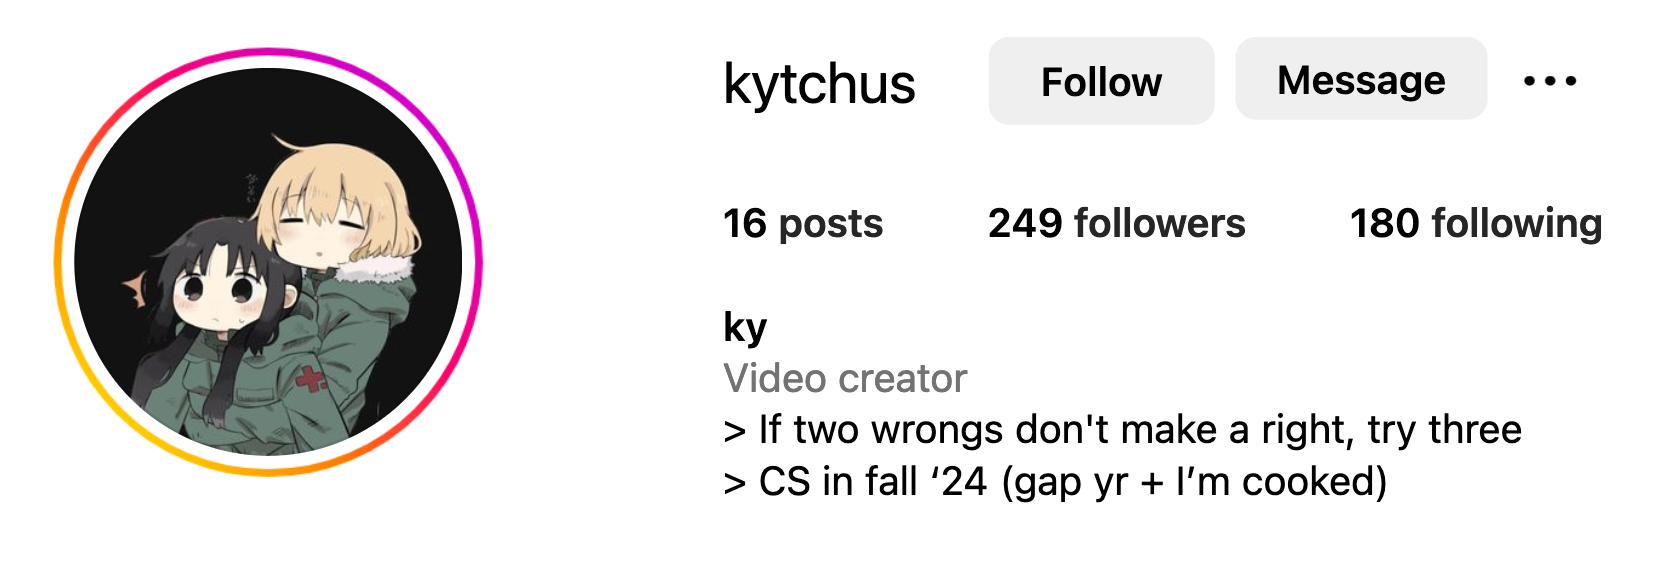 kytchus Follow Message
16 posts 249 followers 180 following
ky
Video creator
> If two wrongs don't make a right, try three
> CS in fall ‘24 (gap yr + I’m cooked)